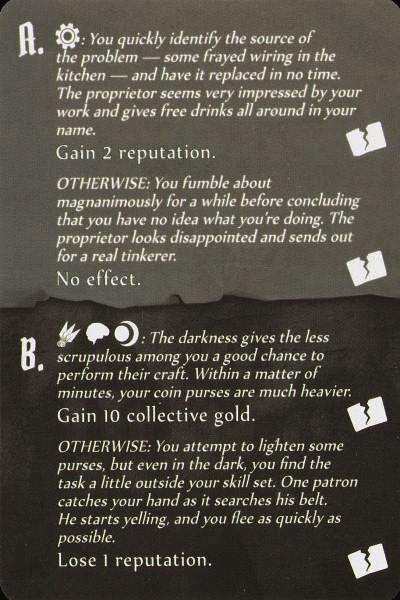 A. : You quickly identify the source of
the problem — some frayed wiring in the
kitchen — and have it replaced in no time.
The proprietor seems very impressed by your
work and gives free drinks all around in your
name.
Gain 2 reputation.
OTHERWISE: You fumble about
magnanimously for a while before concluding
that you have no idea what you're doing. The
proprietor looks disappointed and sends out
for a real tinkerer.
No effect.
B. : The darkness gives the less
scrupulous among you a good chance to
perform their craft. Within a matter of
minutes, your coin purses are much heavier.
Gain 10 collective gold.
OTHERWISE: You attempt to lighten some
purses, but even in the dark, you find the
task a little outside your skill set. One patron
catches your hand as it searches his belt.
He starts yelling, and you flee as quickly as
possible.
Lose 1 reputation.